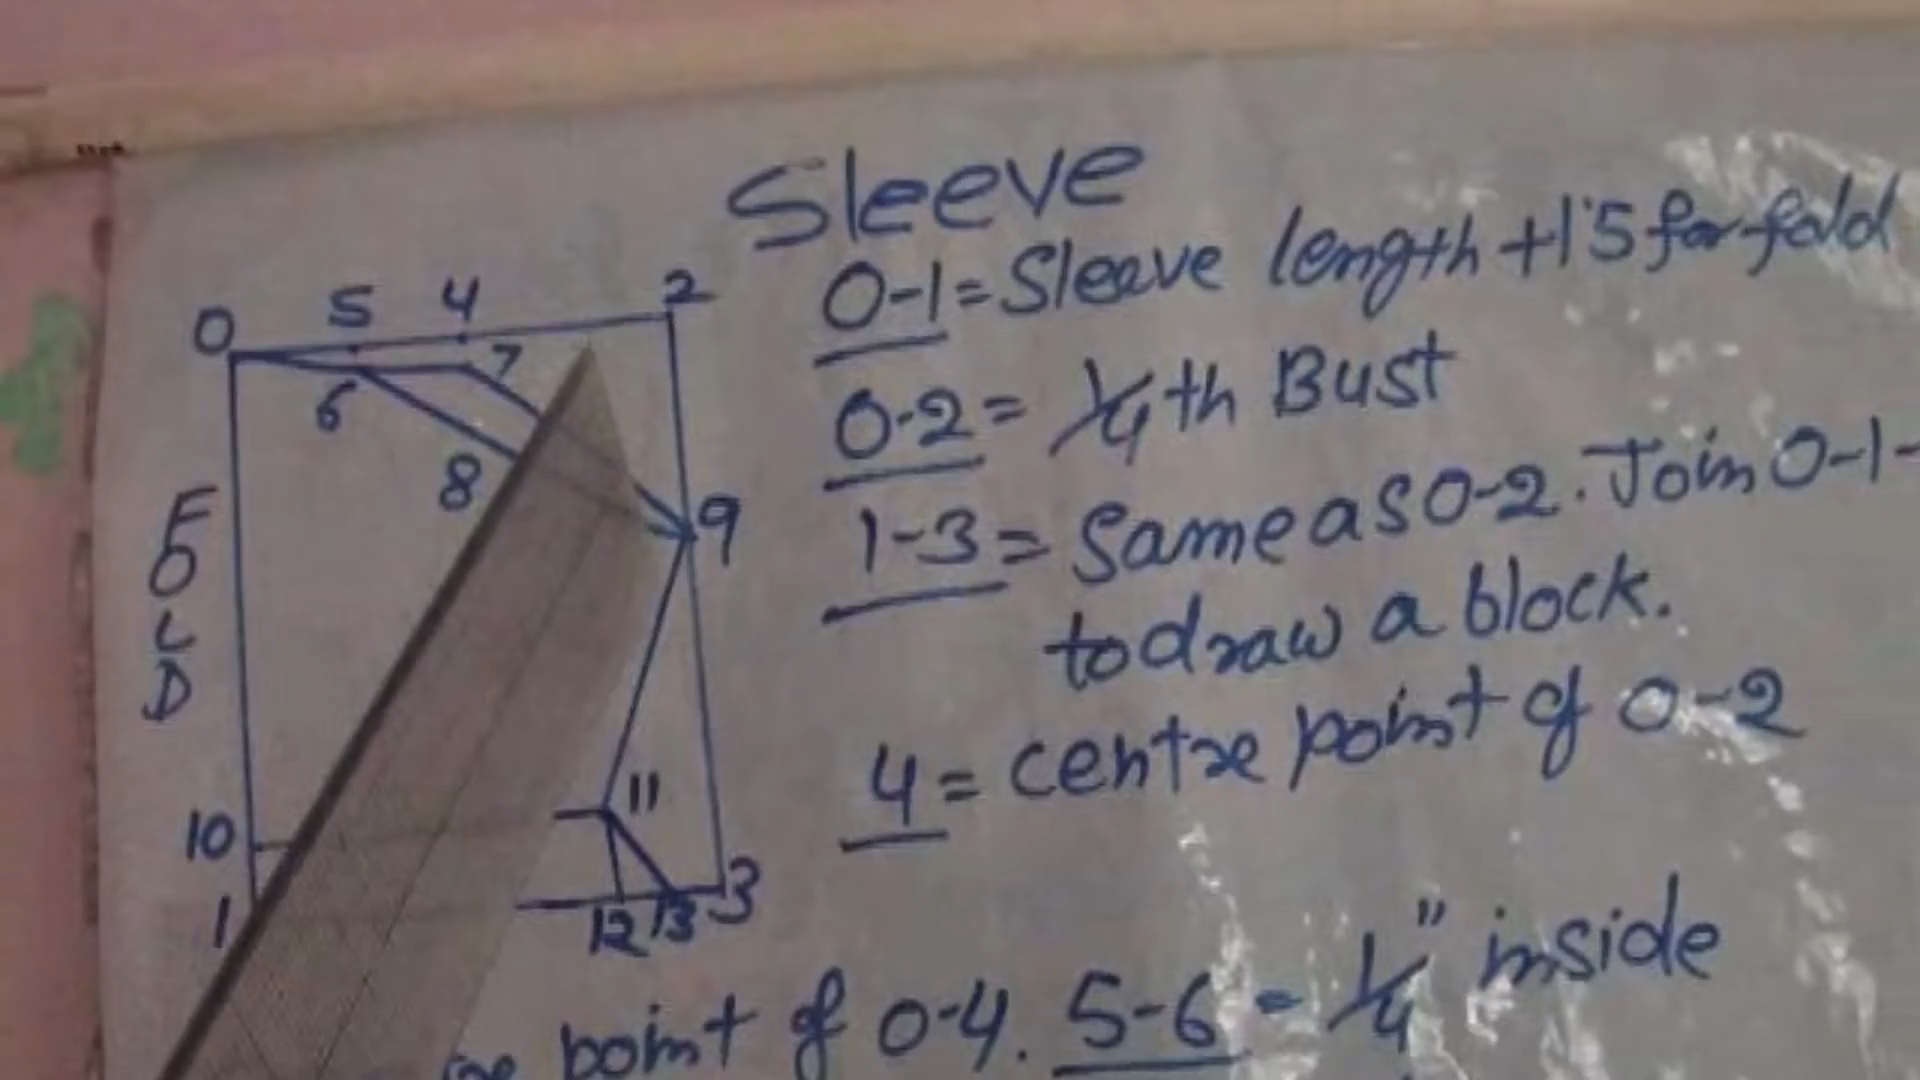 Sleeve
0-1= Sleave length +1'5 for fold
0-2= 1/4th Bust
1-3= Same as 0-2. Join 0-1-
to draw a block.
4= centre point of 0-2
point of 0-4. 5-6 = 1/4" inside
0 5 4 2
6 7
8 9
FOLD
10 11
1 12 13 3